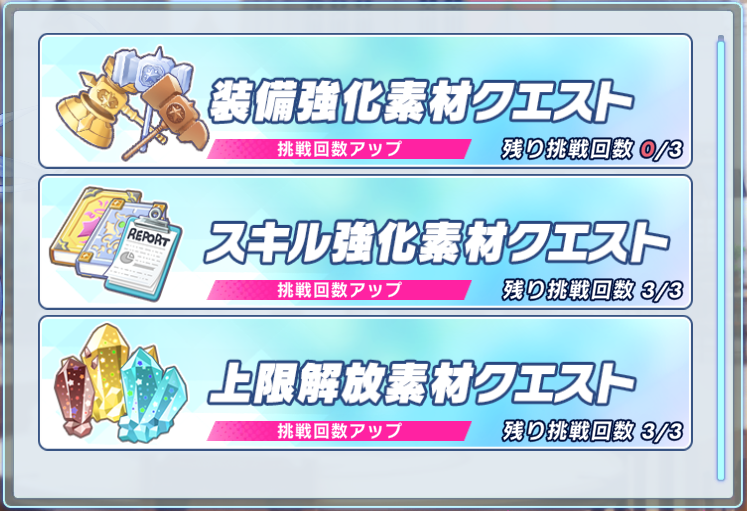 装備強化素材クエスト
挑戦回数アップ
残り挑戦回数 0/3
REPORT
スキル強化素材クエスト
挑戦回数アップ
残り挑戦回数 3/3
上限解放素材クエスト
挑戦回数アップ
残り挑戦回数 3/3